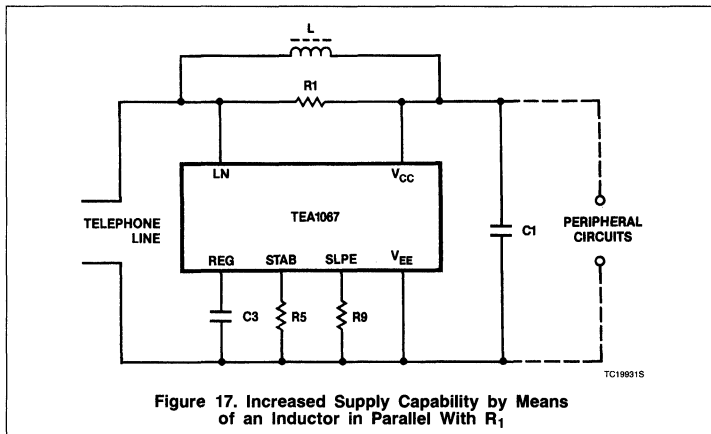 L
R1
LN
VCC
TELEPHONE
LINE
TEA1067
REG
STAB
SLPE
VEE
C3
R5
R9
C1
PERIPHERAL
CIRCUITS
TC19931S
Figure 17. Increased Supply Capability by Means
of an Inductor in Parallel With R1